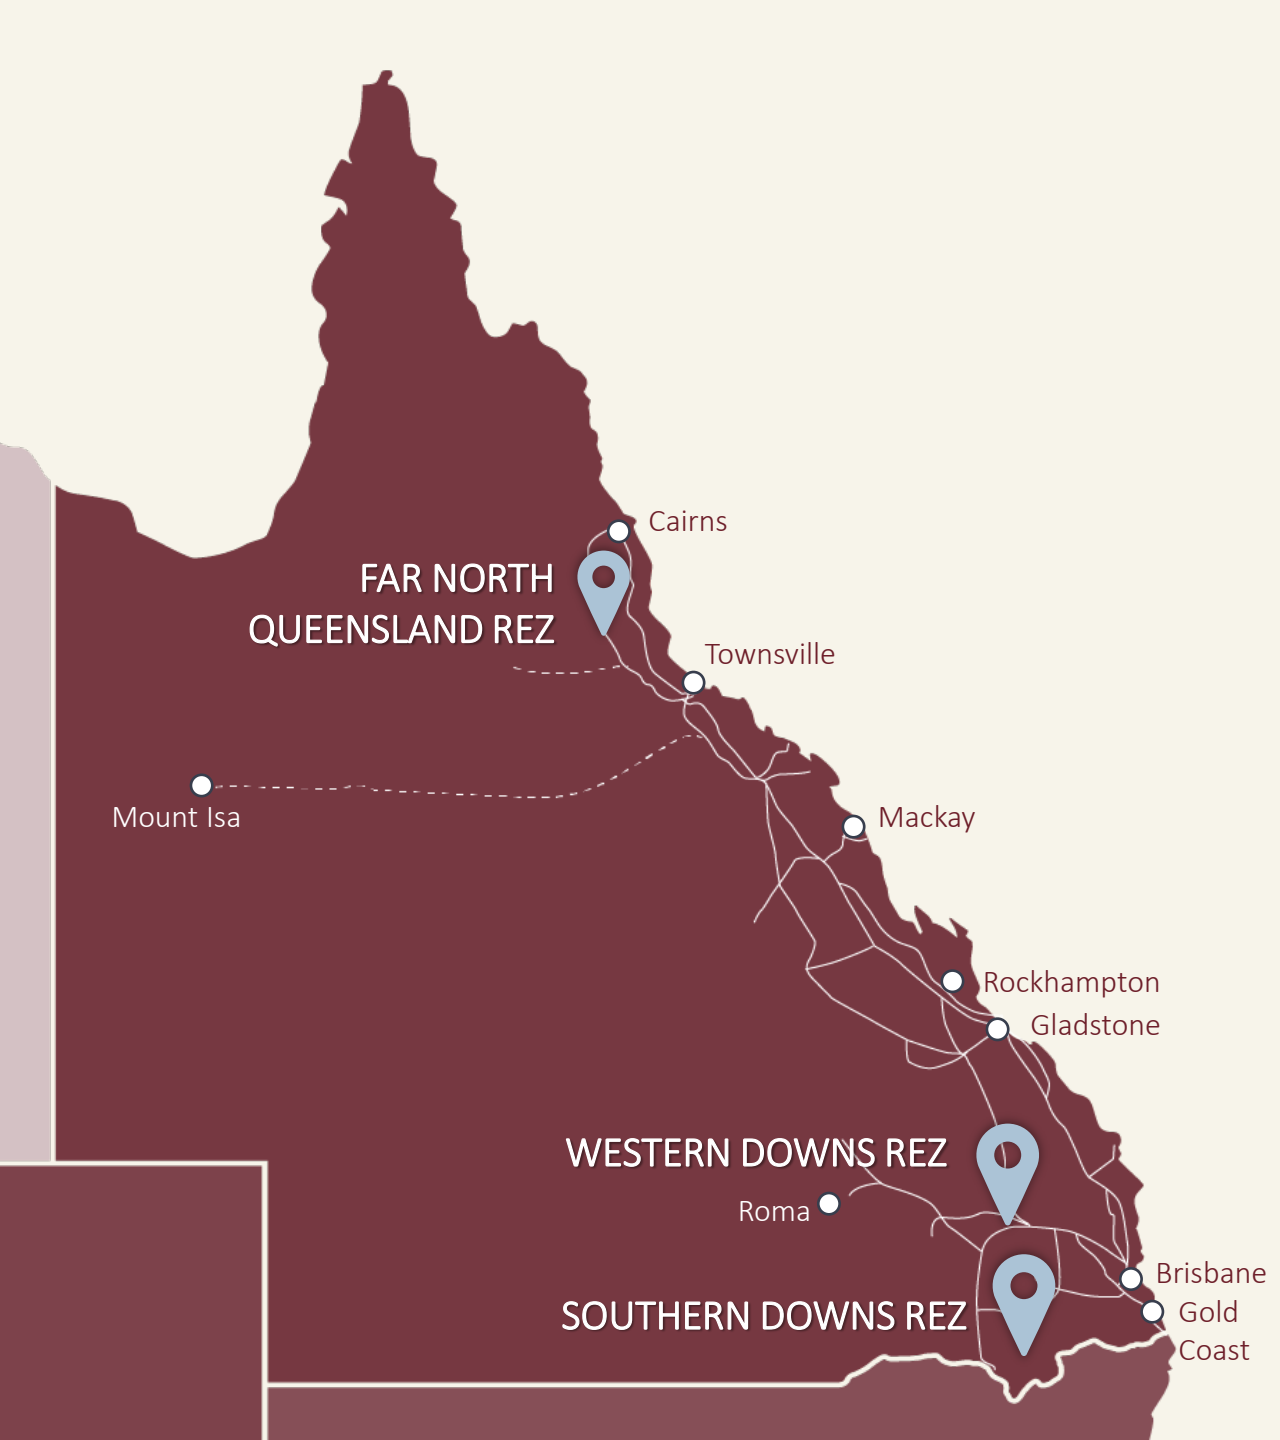 Cairns
FAR NORTH
QUEENSLAND REZ
Townsville
Mount Isa
Mackay
Rockhampton
Gladstone
WESTERN DOWNS REZ
Roma
Brisbane
SOUTHERN DOWNS REZ
Gold
Coast